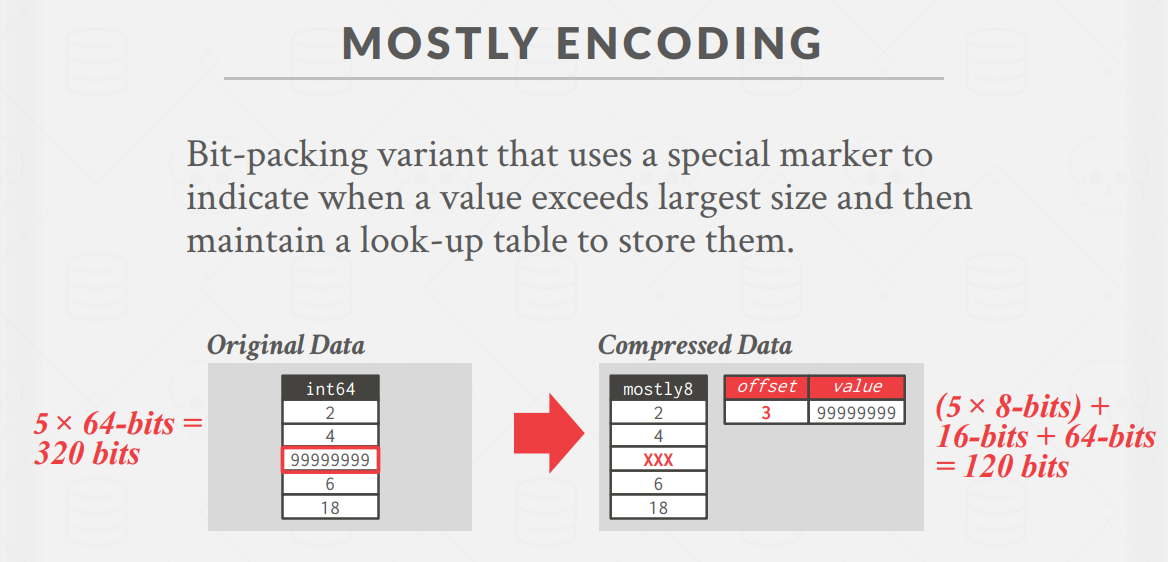 MOSTLY ENCODING
Bit-packing variant that uses a special marker to
indicate when a value exceeds largest size and then
maintain a look-up table to store them.
Original Data
5 × 64-bits =
320 bits
int64
2
4
99999999
6
18
Compressed Data
mostly8
2
4
XXX
6
18
offset value
3 99999999
(5 × 8-bits) +
16-bits + 64-bits
= 120 bits